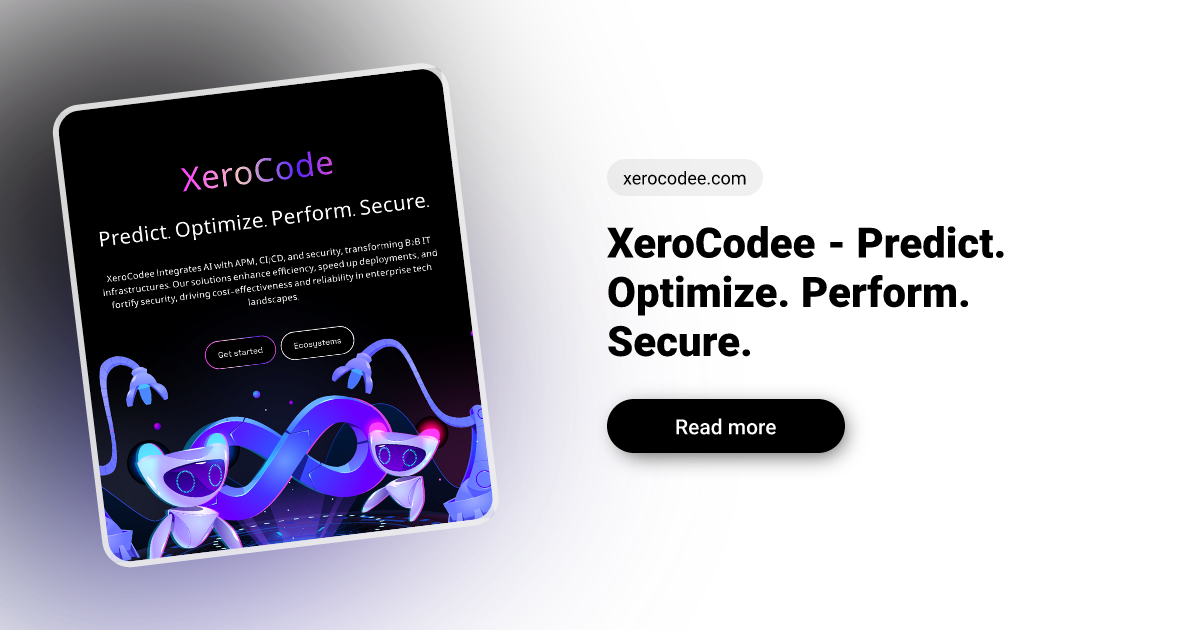 XeroCode
Predict. Optimize. Perform. Secure.
XeroCodee integrates AI with APM, CI/CD, and security, transforming B2B IT
infrastructures. Our solutions enhance efficiency, speed up deployments, and
fortify security, driving cost-effectiveness and reliability in enterprise tech
landscapes.
Get started
Ecosystems
xerocodee.com
XeroCodee - Predict.
Optimize. Perform.
Secure.
Read more